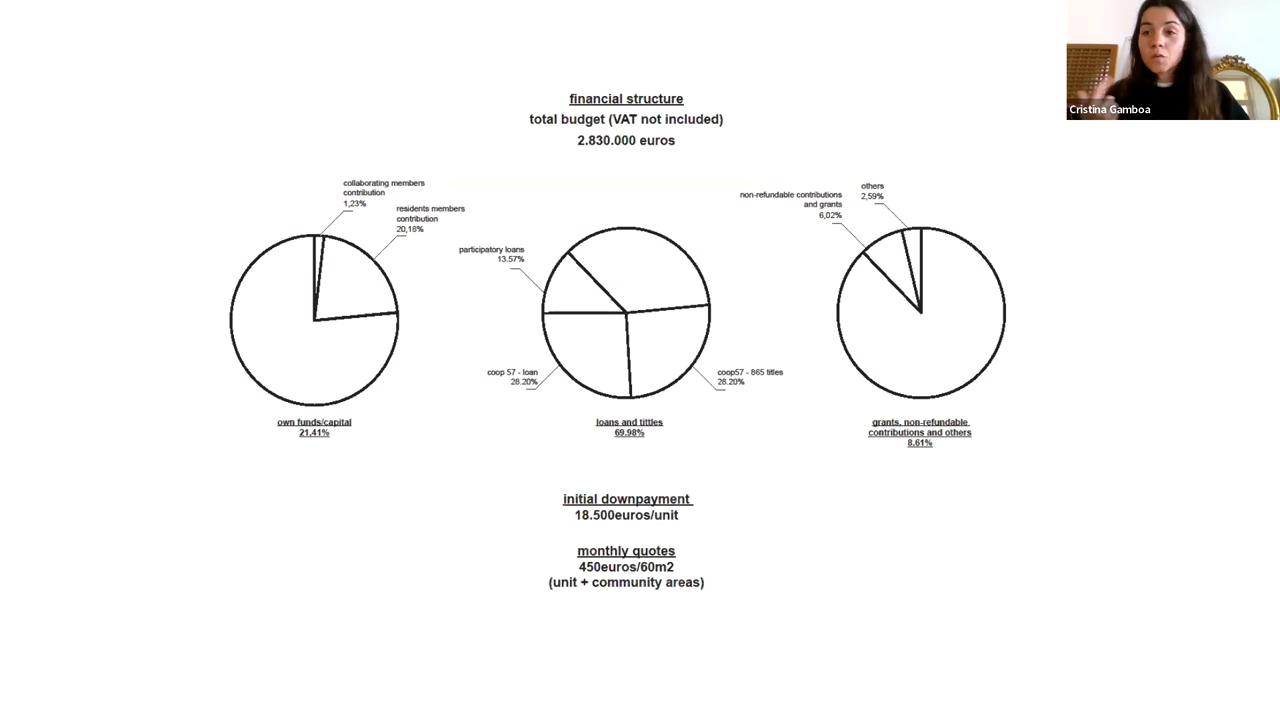 financial structure
total budget (VAT not included)
2.830.000 euros
collaborating members
contribution
1,23%
residents members
contribution
20,18%
own funds/capital
21,41%
participatory loans
13.57%
coop 57 - loan
28.20%
coop57 - 865 titles
28.20%
loans and tittles
69.98%
non-refundable contributions
and grants
6,02%
others
2,59%
grants, non-refundable
contributions and others
8.61%
initial downpayment
18.500euros/unit
monthly quotes
450euros/60m2
(unit + community areas)
Cristina Gamboa